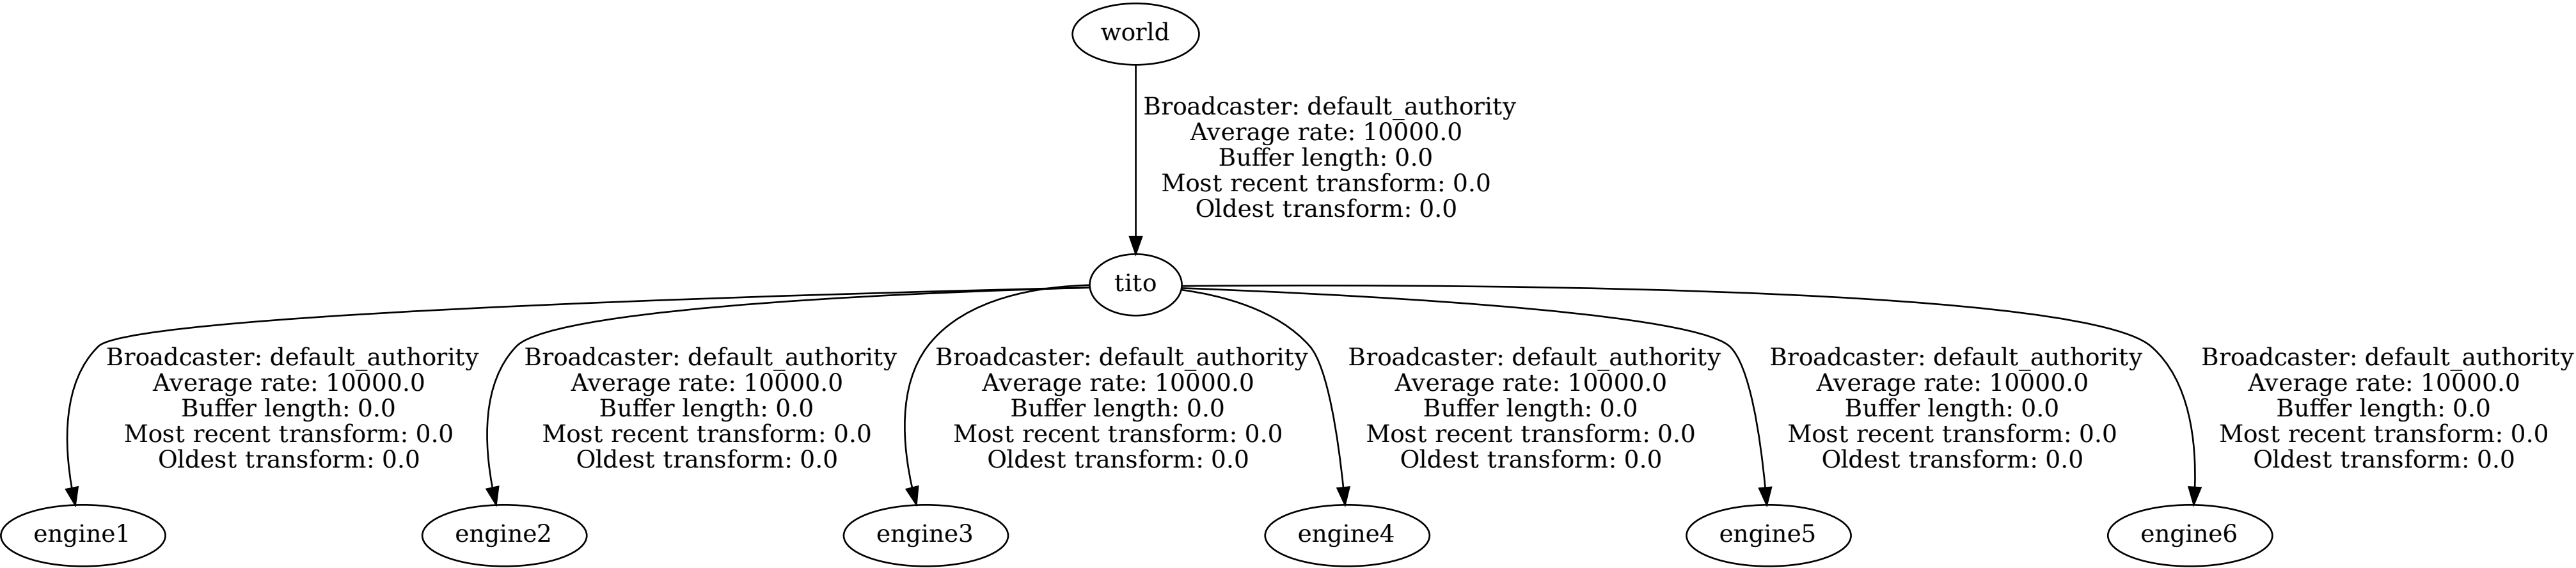 world
Broadcaster: default_authority
Average rate: 10000.0
Buffer length: 0.0
Most recent transform: 0.0
Oldest transform: 0.0
tito
Broadcaster: default_authority
Average rate: 10000.0
Buffer length: 0.0
Most recent transform: 0.0
Oldest transform: 0.0
Broadcaster: default_authority
Average rate: 10000.0
Buffer length: 0.0
Most recent transform: 0.0
Oldest transform: 0.0
Broadcaster: default_authority
Average rate: 10000.0
Buffer length: 0.0
Most recent transform: 0.0
Oldest transform: 0.0
Broadcaster: default_authority
Average rate: 10000.0
Buffer length: 0.0
Most recent transform: 0.0
Oldest transform: 0.0
Broadcaster: default_authority
Average rate: 10000.0
Buffer length: 0.0
Most recent transform: 0.0
Oldest transform: 0.0
Broadcaster: default_authority
Average rate: 10000.0
Buffer length: 0.0
Most recent transform: 0.0
Oldest transform: 0.0
engine1
engine2
engine3
engine4
engine5
engine6